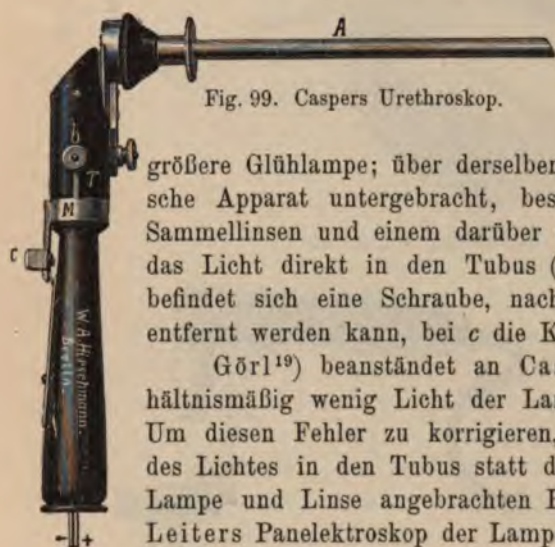 A
Fig. 99. Caspers Urethroskop.
größere Glühlampe; über derselben
sche Apparat untergebracht, bes
Sammellinsen und einem darüber
das Licht direkt in den Tubus (
befindet sich eine Schraube, nach
entfernt werden kann, bei c die K
Görl¹⁹) beanständet an Ca
hältnismäßig wenig Licht der La
Um diesen Fehler zu korrigieren,
des Lichtes in den Tubus statt d
Lampe und Linse angebrachten
Leiters Panelektroskop der Lamp
T
M
c
W.A. Hirschmann.
Berlin
- +